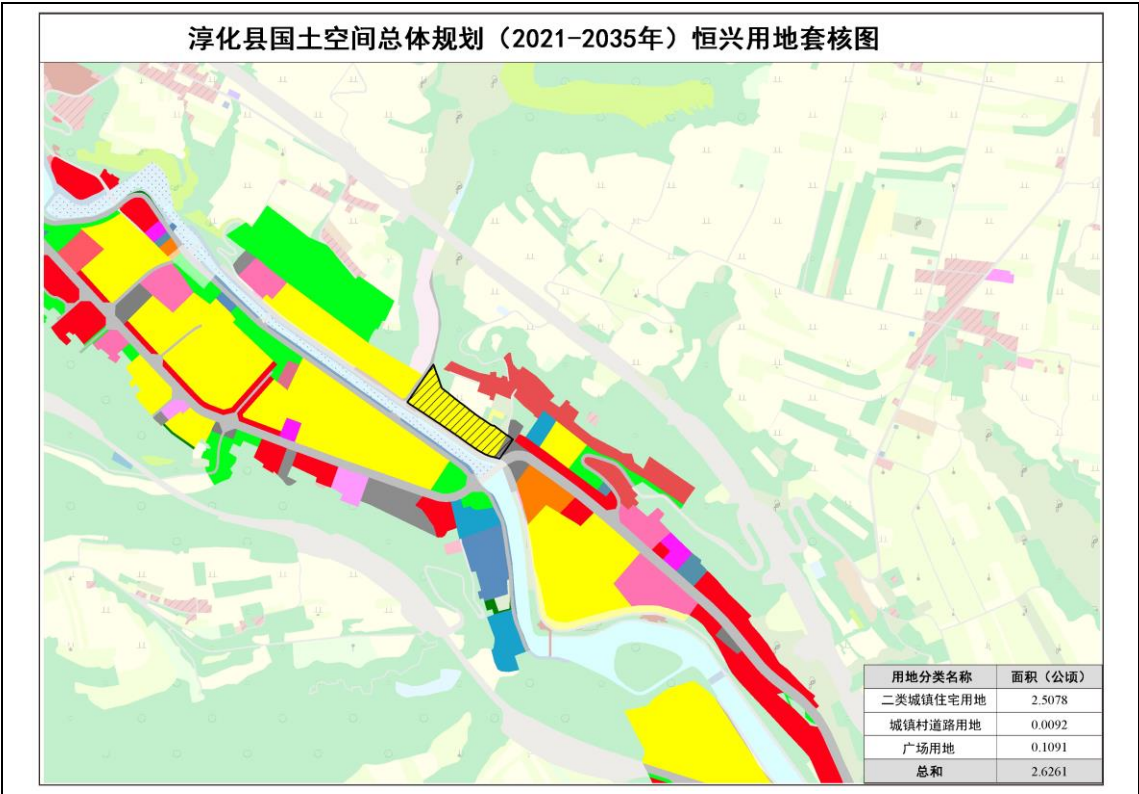 淳化县国土空间总体规划（2021-2035年）恒兴用地套核图
用地分类名称 面积（公顷）
二类城镇住宅用地 2.5078
城镇村道路用地 0.0092
广场用地 0.1091
总和 2.6261